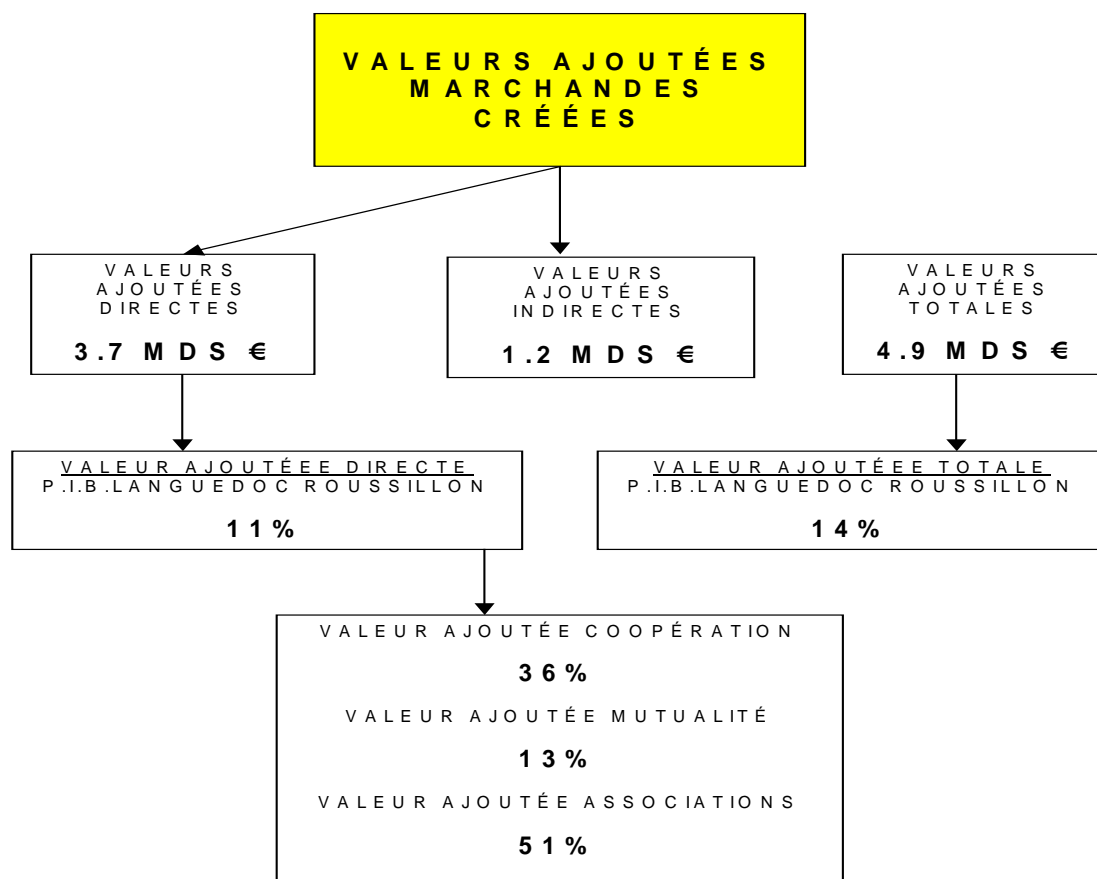 VALEURS AJOUTÉES
MARCHANDES
CRÉÉES
VALEURS
AJOUTÉES
DIRECTES
3.7 MDS €
VALEURS
AJOUTÉES
INDIRECTES
1.2 MDS €
VALEURS
AJOUTÉES
TOTALES
4.9 MDS €
VALEUR AJOUTÉEE DIRECTE
P.I.B.LANGUEDOC ROUSSILLON
11%
VALEUR AJOUTÉEE TOTALE
P.I.B.LANGUEDOC ROUSSILLON
14%
VALEUR AJOUTÉE COOPÉRATION
36%
VALEUR AJOUTÉE MUTUALITÉ
13%
VALEUR AJOUTÉE ASSOCIATIONS
51%